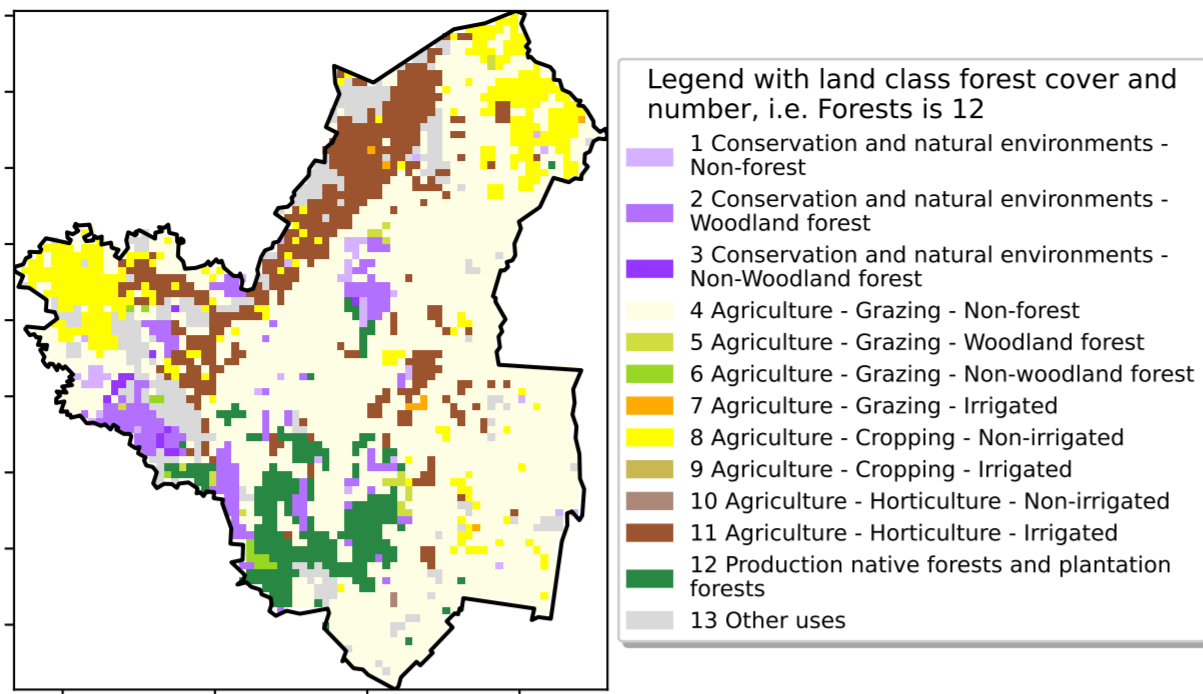 Legend with land class forest cover and
number, i.e. Forests is 12
1 Conservation and natural environments -
Non-forest
2 Conservation and natural environments -
Woodland forest
3 Conservation and natural environments -
Non-Woodland forest
4 Agriculture - Grazing - Non-forest
5 Agriculture - Grazing - Woodland forest
6 Agriculture - Grazing - Non-woodland forest
7 Agriculture - Grazing - Irrigated
8 Agriculture - Cropping - Non-irrigated
9 Agriculture - Cropping - Irrigated
10 Agriculture - Horticulture - Non-irrigated
11 Agriculture - Horticulture - Irrigated
12 Production native forests and plantation
forests
13 Other uses